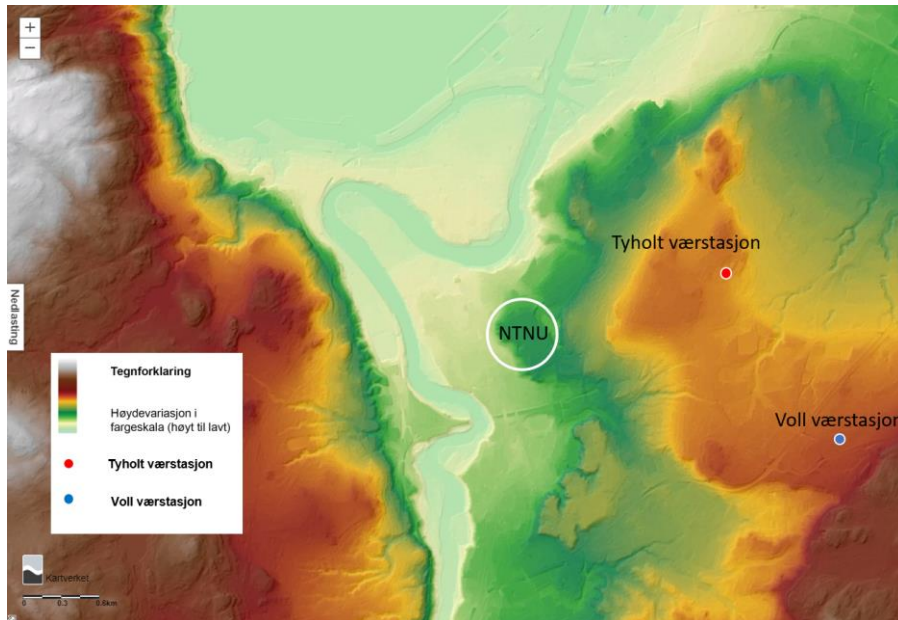 +
−
Tyholt værstasjon
NTNU
Nedlasting
Voll værstasjon
Tegnforklaring
Høydevariasjon i
fargeskala (høyt til lavt)
Tyholt værstasjon
Voll værstasjon
Kartverket
0 0.3 0.6km